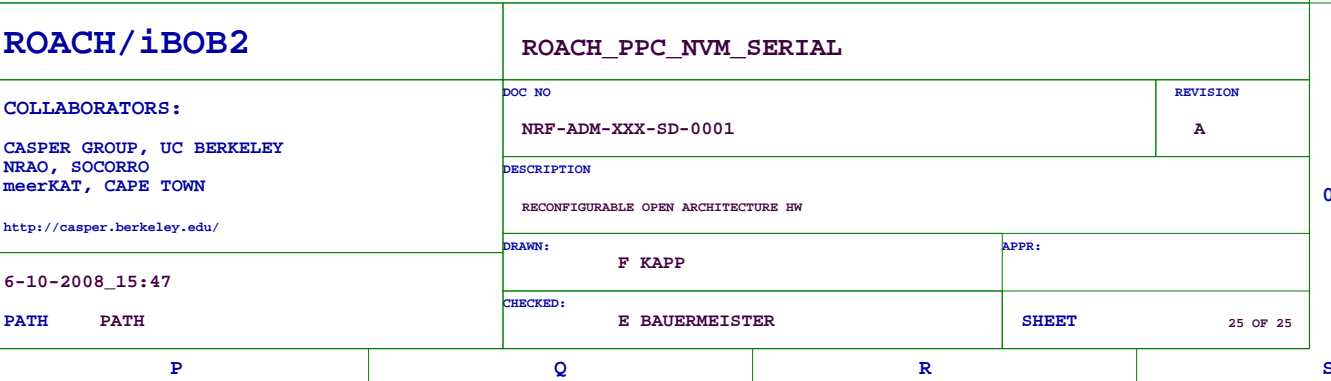 ROACH/iBOB2
ROACH_PPC_NVM_SERIAL
COLLABORATORS:
CASPER GROUP, UC BERKELEY
NRAO, SOCORRO
meerKAT, CAPE TOWN
http://casper.berkeley.edu/
6-10-2008_15:47
PATH PATH
DOC NO
NRF-ADM-XXX-SD-0001
REVISION
A
DESCRIPTION
RECONFIGURABLE OPEN ARCHITECTURE HW
DRAWN:
F KAPP
APPR:
CHECKED:
E BAUERMEISTER
SHEET 25 OF 25
0
P Q R S